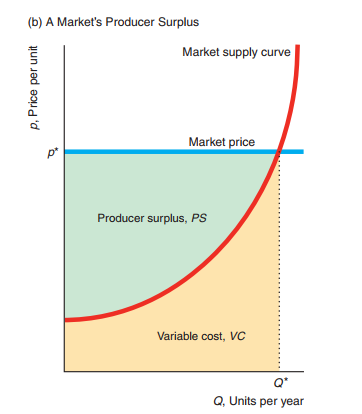 (b) A Market's Producer Surplus
p, Price per unit
Market supply curve
Market price
p*
Producer surplus, PS
Variable cost, VC
Q*
Q, Units per year